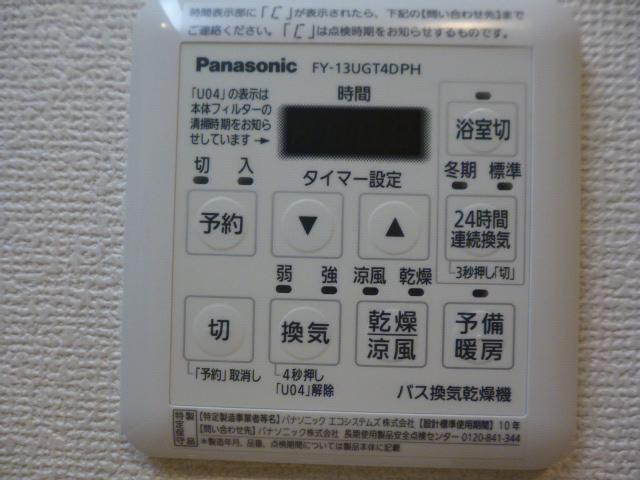 時間表示部に「[」が表示されたら、下記の【問い合わせ先】まで
ご連絡ください。「[」は点検時期をお知らせするものです。
Panasonic FY-13UGT4DPH
「U04」の表示は
本体フィルターの
清掃時期をお知ら
せしています→
時間
浴室切
切 入
タイマー設定
冬期 標準
予約 ▼ ▲
24時間
連続換気
3秒押し「切」
弱 強 涼風 乾燥
切 換気
乾燥
涼風
予備
暖房
「予約」取消し
4秒押し
「U04」解除
バス換気乾燥機
特定保守製品
【特定製造事業者等名】パナソニック エコシステムズ株式会社 【設計標準使用期間】10年
【問い合わせ先】パナソニック株式会社 長期使用製品安全点検センター 0120-841-344
*製造年月、品番、点検期間については製品本体に記載